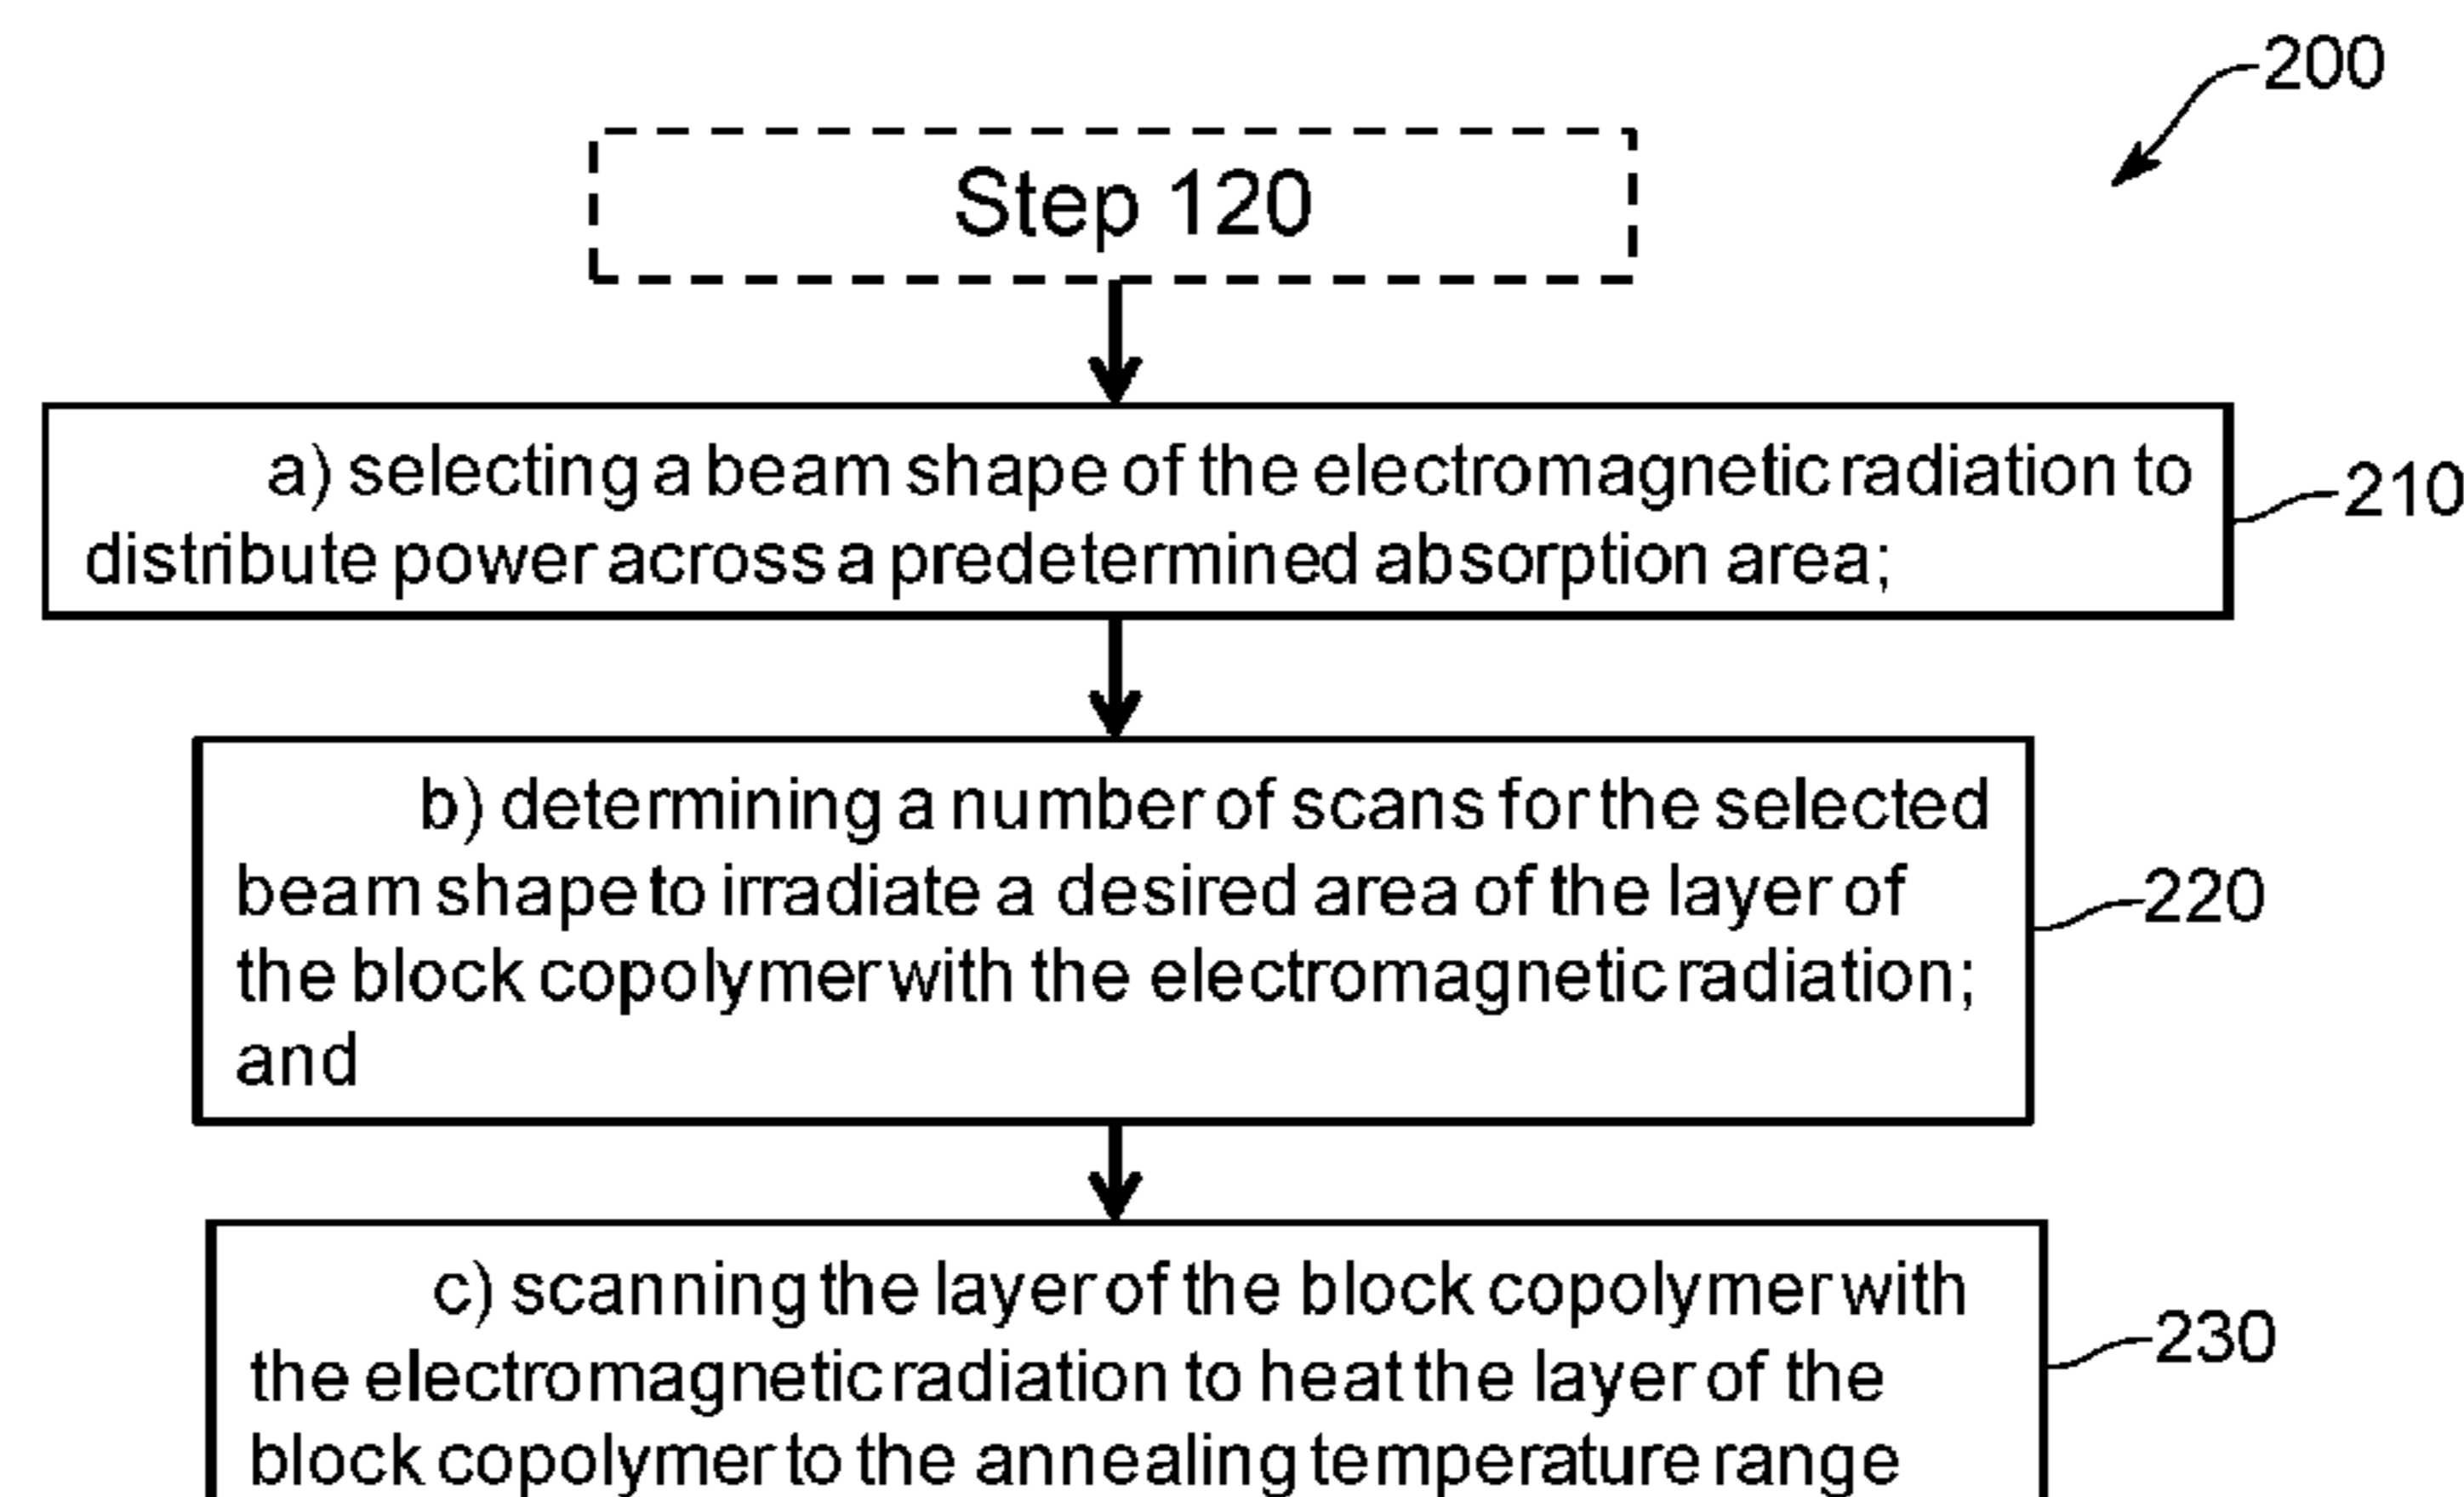 200
Step 120
a) selecting a beam shape of the electromagnetic radiation to
distribute power across a predetermined absorption area;
210
b) determining a number of scans for the selected
beam shape to irradiate a desired area of the layer of
the block copolymer with the electromagnetic radiation;
and
220
c) scanning the layer of the block copolymer with
the electromagnetic radiation to heat the layer of the
block copolymer to the annealing temperature range
230